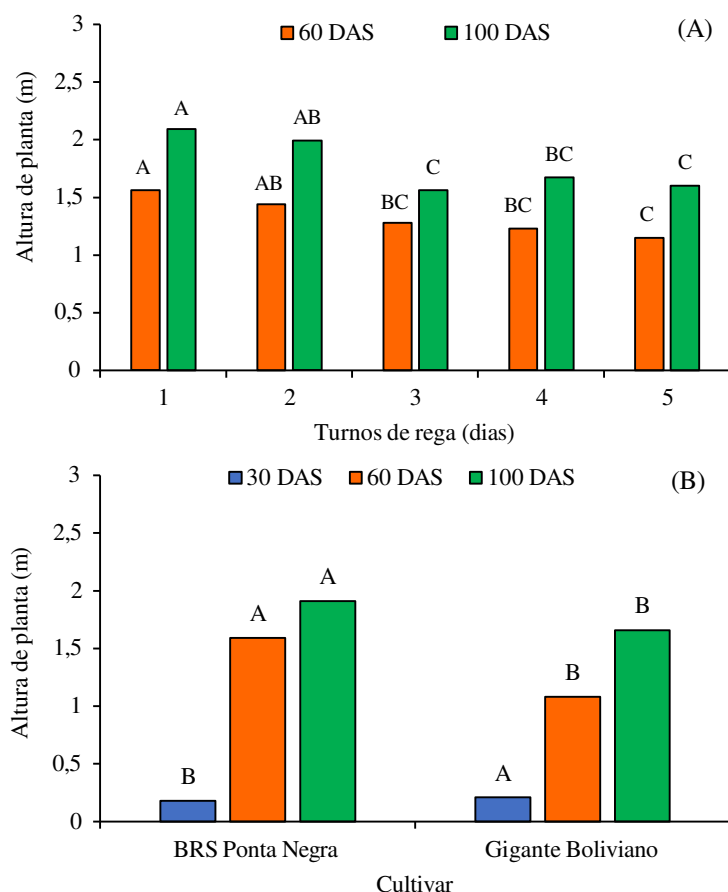 3
60 DAS 100 DAS (A)
2,5
A
AB
2
A BC
AB C C
1,5
BC BC C
1
0,5
0
Altura de planta (m)
1 2 3 4 5
Turnos de rega (dias)
3
30 DAS 60 DAS 100 DAS (B)
2,5
2
A
A
B
1,5
B
1
0,5
B A
0
Altura de planta (m)
BRS Ponta Negra Gigante Boliviano
Cultivar